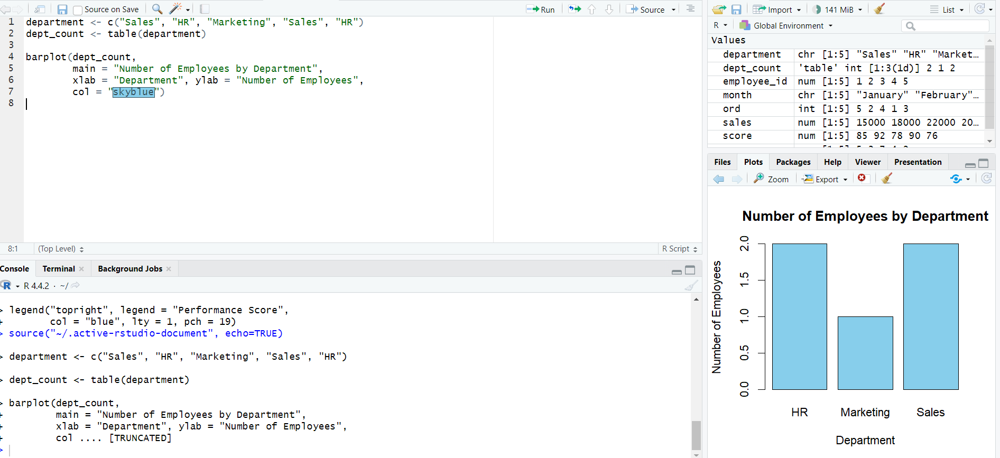 Source on Save
Run
Source
1 department <- c("Sales", "HR", "Marketing", "Sales", "HR")
2 dept_count <- table(department)
3
4 barplot(dept_count,
5 main = "Number of Employees by Department",
6 xlab = "Department", ylab = "Number of Employees",
7 col = "skyblue")
8
8:1 (Top Level) R Script
Console Terminal Background Jobs
R R 4.4.2 · ~/
> legend("topright", legend = "Performance Score",
+ col = "blue", lty = 1, pch = 19)
> source("~/.active-rstudio-document", echo=TRUE)
> department <- c("Sales", "HR", "Marketing", "Sales", "HR")
> dept_count <- table(department)
> barplot(dept_count,
+ main = "Number of Employees by Department",
+ xlab = "Department", ylab = "Number of Employees",
+ col .... [TRUNCATED]
>
Import 141 MiB List
R Global Environment
Values
department chr [1:5] "Sales" "HR" "Market…
dept_count 'table' int [1:3(1d)] 2 1 2
employee_id num [1:5] 1 2 3 4 5
month chr [1:5] "January" "February"…
ord int [1:5] 5 2 4 1 3
sales num [1:5] 15000 18000 22000 20…
score num [1:5] 85 92 78 90 76
Files Plots Packages Help Viewer Presentation
Zoom Export
Number of Employees by Department
Number of Employees
2.0
1.5
1.0
0.5
0.0
HR Marketing Sales
Department